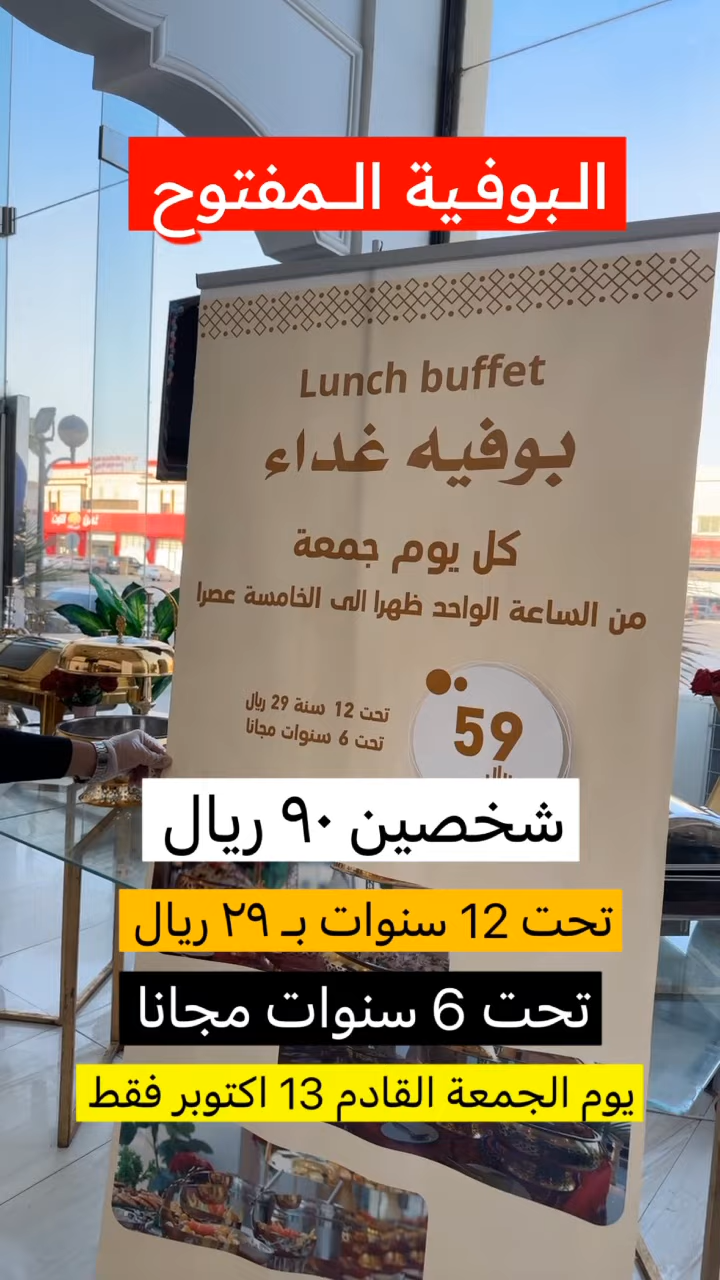 البوفية المفتوح
Lunch buffet
بوفيه غداء
كل يوم جمعة
من الساعة الواحد ظهرا الى الخامسة عصرا
59
ريال
تحت 12 سنة 29 ريال
تحت 6 سنوات مجانا
شخصين ٩٠ ريال
تحت 12 سنوات بـ ٢٩ ريال
تحت 6 سنوات مجانا
يوم الجمعة القادم 13 اكتوبر فقط